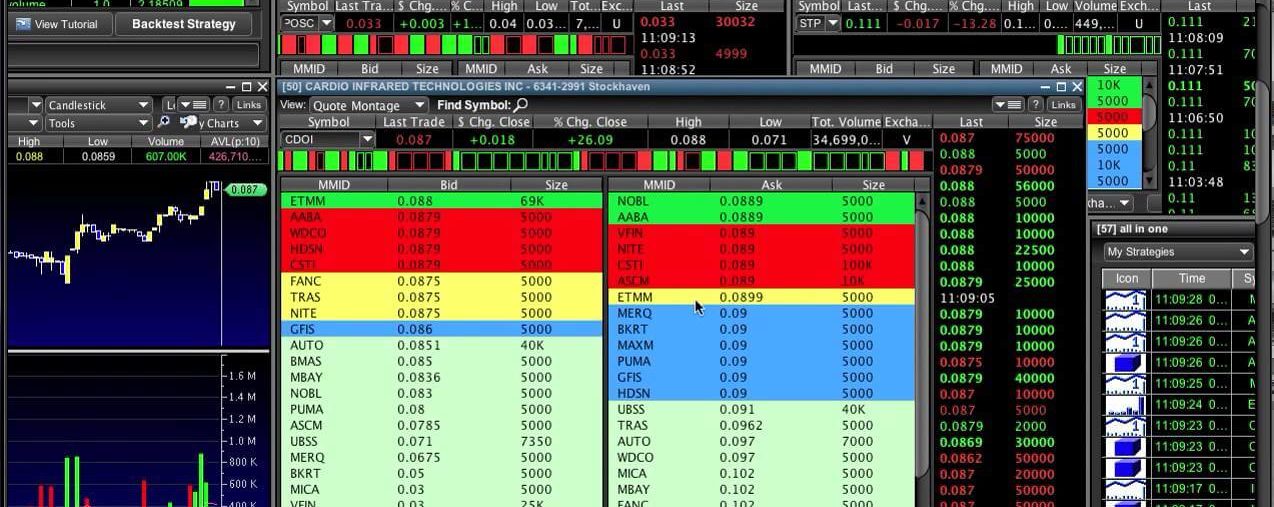 volume 1.0 2.18509
View Tutorial Backtest Strategy
Symbol Last Tra... $ Chg.... % C... High Low Tot... Exc...
POSC 0.033 +0.003 +1... 0.04 0.03... 7,... U
MMID Bid Size MMID Ask Size
Last Size
0.033 30032
11:09:13
0.033 4999
11:08:52
Symbol Last... $ Chg.... % Chg.... High Low Volume Exch...
STP 0.111 -0.017 -13.28 0.1... 0.... 449,... U
MMID Bid Size MMID Ask Size
Last
0.111
11:08:09
0.111
11:07:51
0.111
11:06:50
0.111
0.11
0.11
11:03:48
0.111
0.111
10K
5000
5000
5000
5000
10K
5000
Candlestick Links
Tools y Charts
High Low Volume AVL(p:10)
0.088 0.0859 607.00K 426,710....
0.087
1.6 M
1.4 M
1.2 M
1.0 M
800 K
600 K
400 K
[50] CARDIO INFRARED TECHNOLOGIES INC - 6341-2991 Stockhaven
View: Quote Montage Find Symbol: ? Links
Symbol Last Trade $ Chg. Close % Chg. Close High Low Tot. Volume Excha...
CDOI 0.087 +0.018 +26.09 0.088 0.071 34,699,0... V
MMID Bid Size
ETMM 0.088 69K
AABA 0.0879 5000
WDCO 0.0879 5000
HDSN 0.0879 5000
CSTI 0.0879 5000
FANC 0.0875 5000
TRAS 0.0875 5000
NITE 0.0875 5000
GFIS 0.086 5000
AUTO 0.0851 40K
BMAS 0.085 5000
MBAY 0.0836 5000
NOBL 0.083 5000
PUMA 0.08 5000
ASCM 0.0785 5000
UBSS 0.071 7350
MERQ 0.0675 5000
BKRT 0.05 5000
MICA 0.03 5000
VFIN 0.03 25K
MMID Ask Size
NOBL 0.0889 5000
AABA 0.0889 5000
VFIN 0.089 5000
NITE 0.089 5000
CSTI 0.089 100K
ASCM 0.089 10K
ETMM 0.0899 5000
MERQ 0.09 5000
BKRT 0.09 5000
MAXM 0.09 5000
PUMA 0.09 5000
GFIS 0.09 5000
HDSN 0.09 5000
UBSS 0.091 40K
TRAS 0.0962 5000
AUTO 0.097 7000
WDCO 0.097 5000
MICA 0.102 5000
MBAY 0.102 5000
FANC 0.102 5000
Last Size
0.087 75000
0.088 5000
0.0879 50000
0.088 56000
0.088 5000
0.088 10000
0.088 10000
0.088 22500
0.088 10000
0.0879 25000
11:09:05
0.0879 10000
0.0879 10000
0.0879 10000
0.0875 10000
0.0879 40000
0.087 10000
0.087 5000
0.0879 2000
0.0869 30000
0.0862 50000
0.087 20000
0.087 50000
[57] all in one
My Strategies
Icon Time Sy
11:09:28 0...
11:09:26 0...
11:09:26 0...
11:09:26 0...
11:09:25 0...
11:09:24 0...
11:09:23 0...
11:09:23 0...
11:09:23 0...
11:09:17 0...